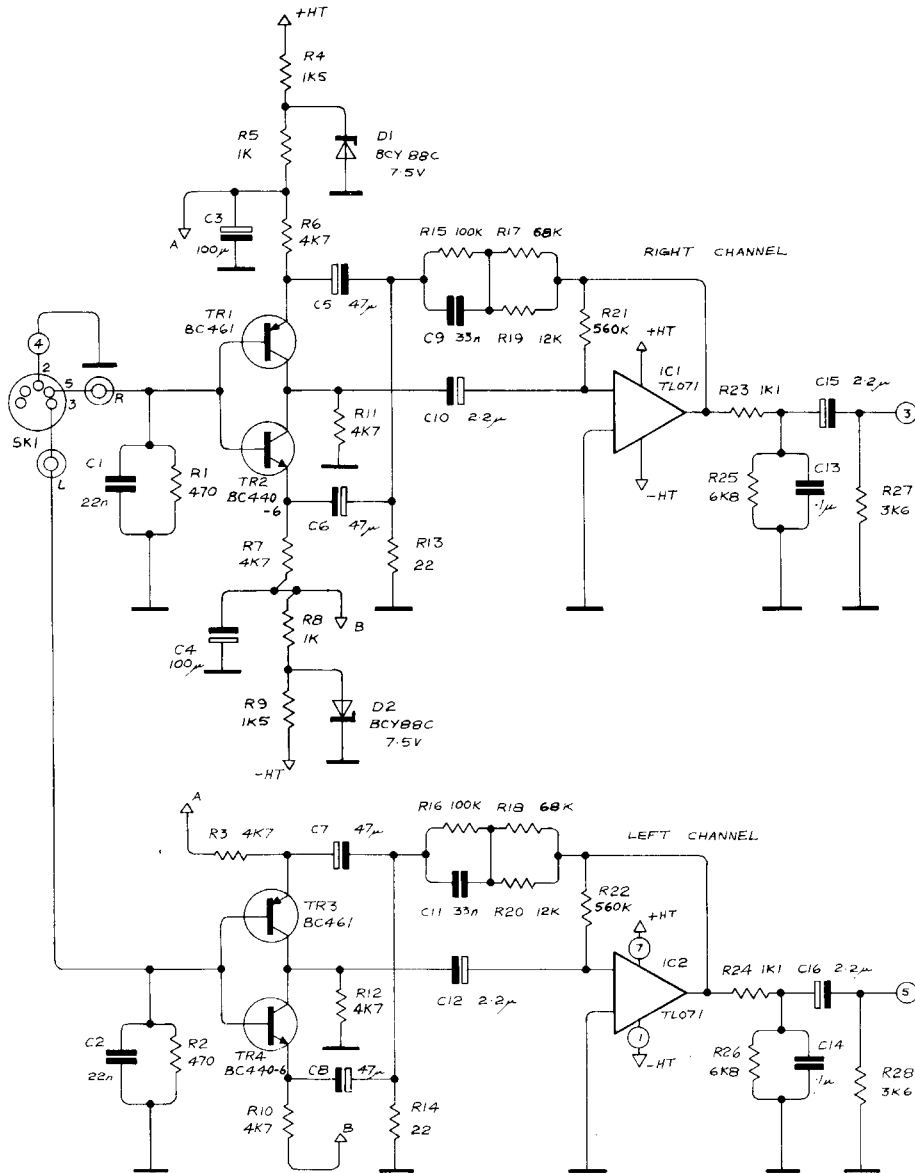 +HT
R4
1K5
R5
1K
D1
BCY 88C
7.5V
A
C3
100µ
R6
4K7
R15 100K R17 68K
RIGHT CHANNEL
C5 47µ
TR1
BC461
C9 33n R19 12K
R21
560K
+HT
IC1
TL071
4
2
5
3
R
SK1
L
R11
4K7
C10 2.2µ
R23 1K1
C15 2.2µ
3
-HT
C1
22n
R1
470
TR2
BC440
-6
C6 47µ
R25
6K8
C13
.1µ
R27
3K6
R7
4K7
R13
22
B
R8
1K
C4
100µ
R9
1K5
D2
BCY88C
7.5V
-HT
A
R3 4K7
C7 47µ
R16 100K R18 68K
LEFT CHANNEL
TR3
BC461
C11 33n R20 12K
R22
560K
+HT
7
IC2
TL071
R12
4K7
C12 2.2µ
R24 1K1
C16 2.2µ
5
1
-HT
C2
22n
R2
470
TR4
BC440-6
C8 47µ
R26
6K8
C14
.1µ
R28
3K6
R10
4K7
B
R14
22